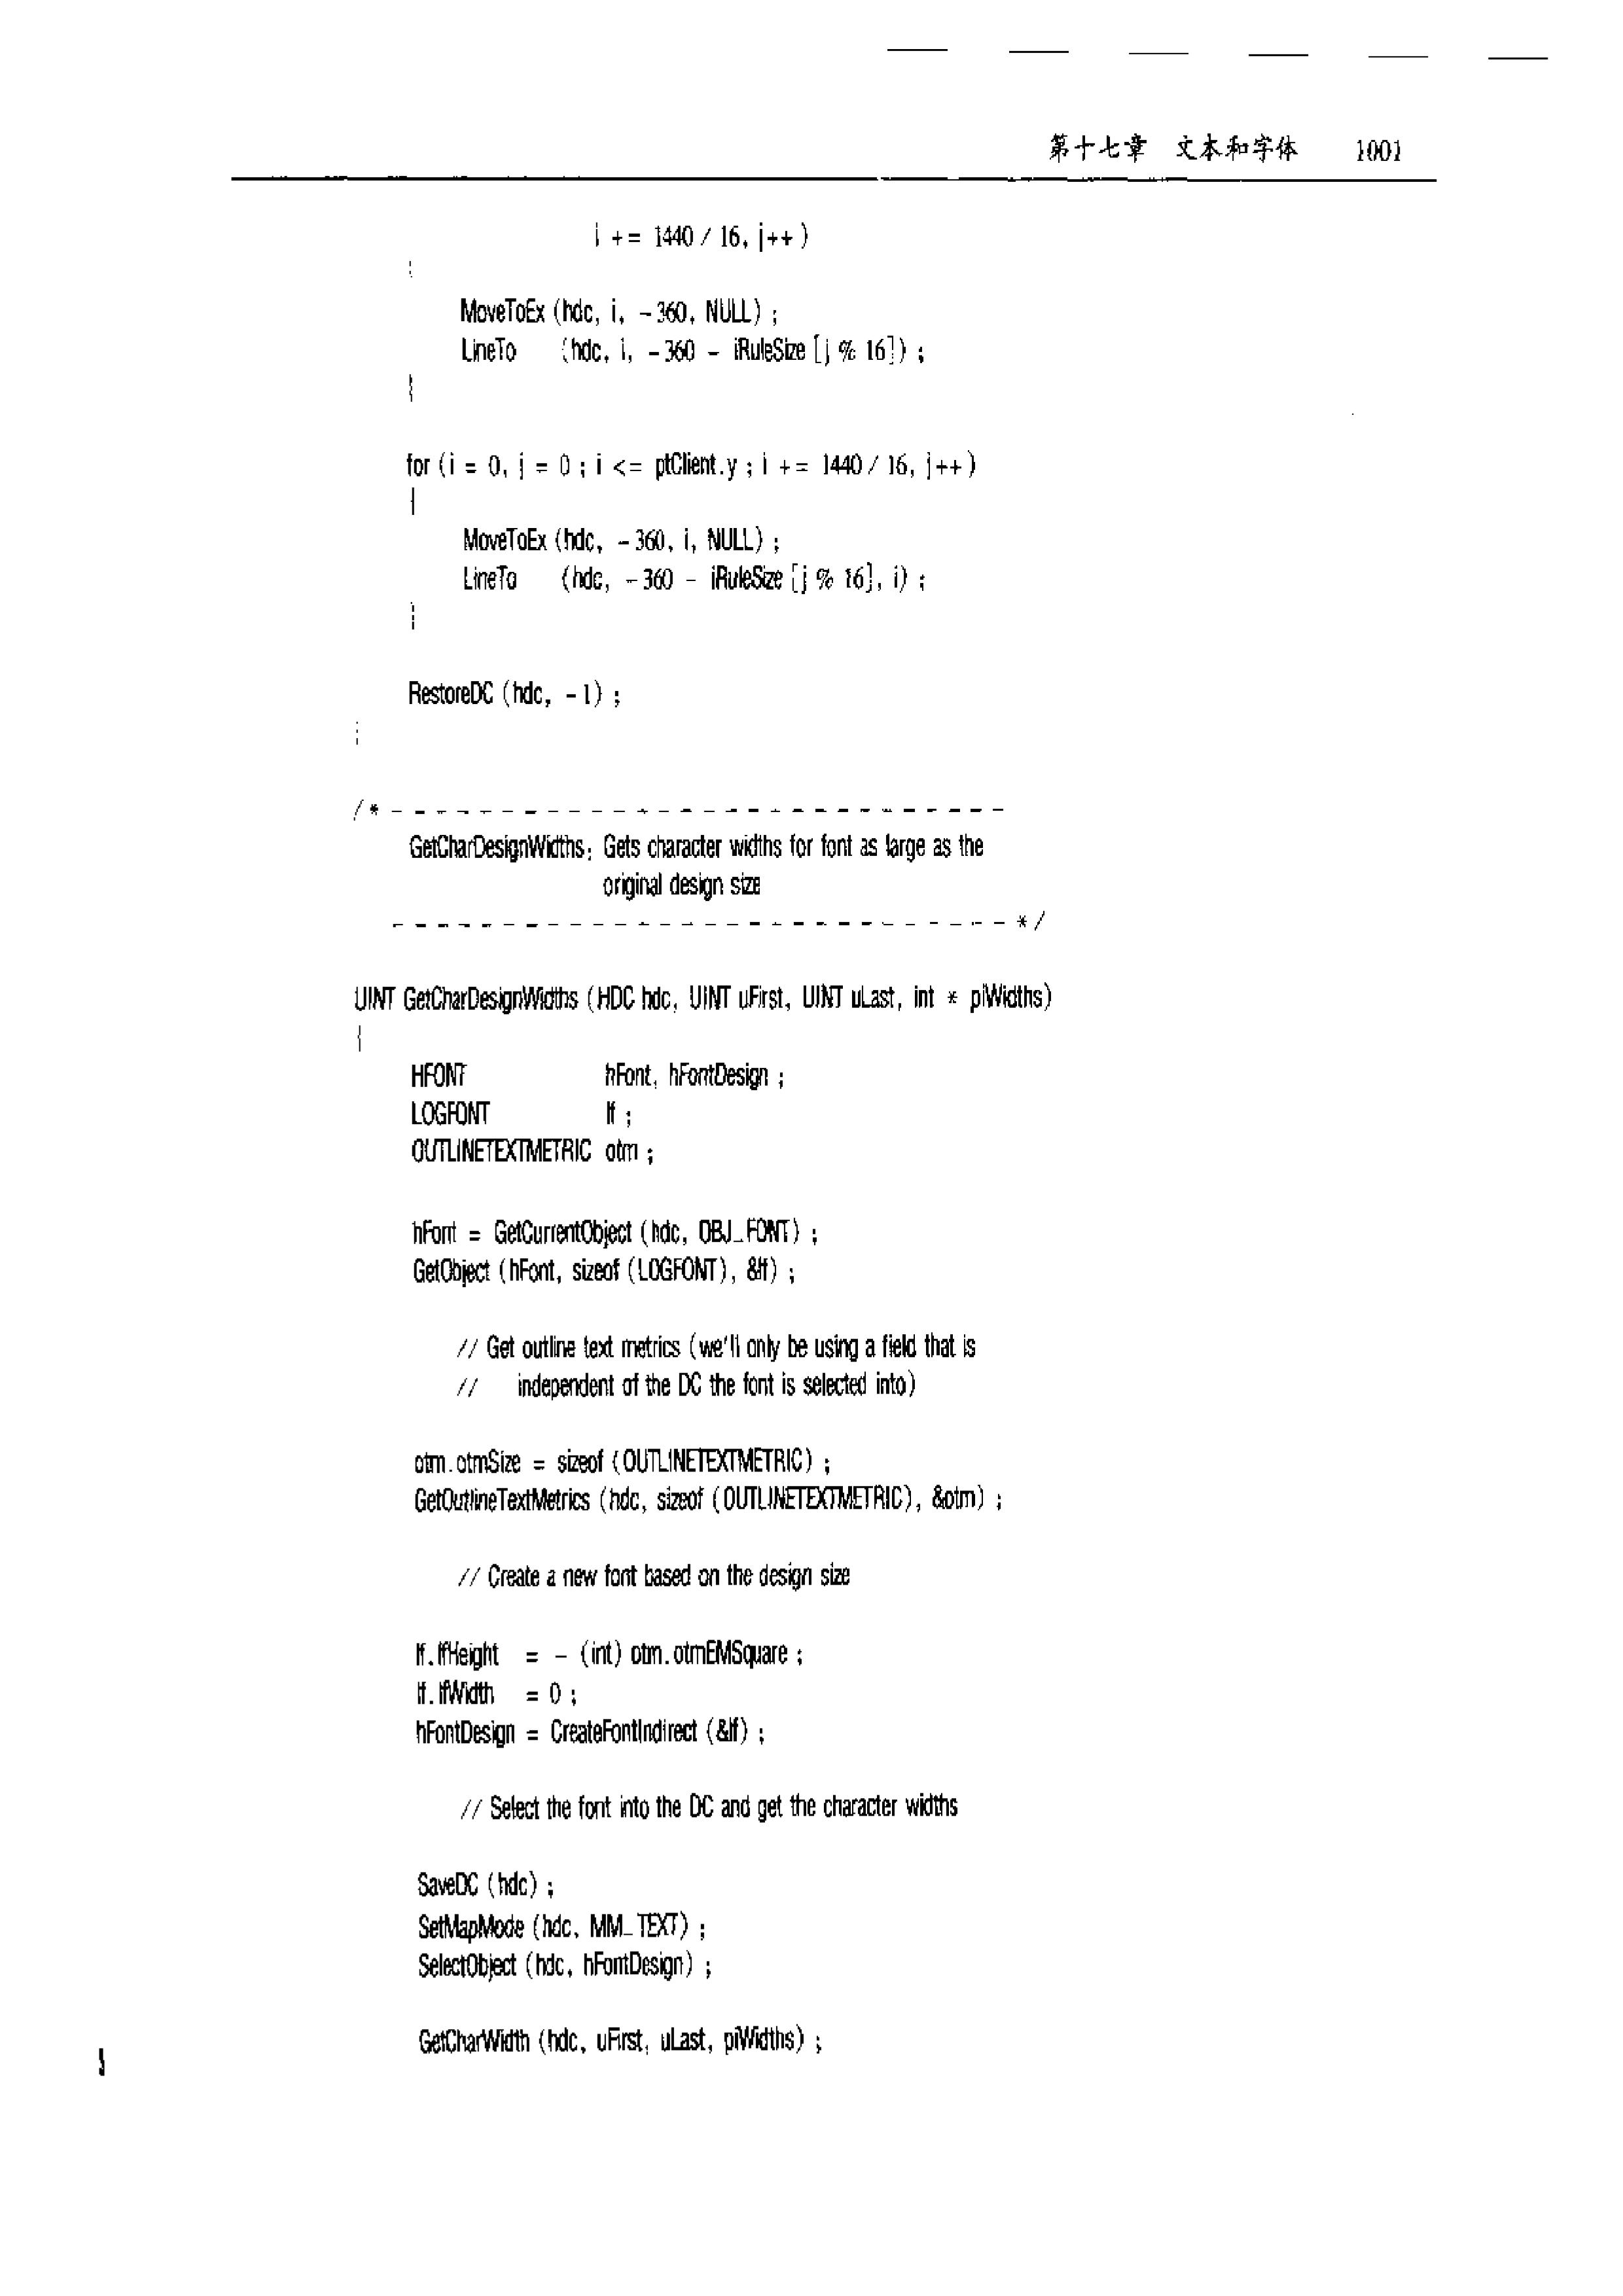 第十七章 文本和字体 1001
i += 1440 / 16, j++ )
{
MoveToEx (hdc, i, -360, NULL) ;
LineTo (hdc, i, -360 - iRuleSize [j % 16]) ;
}
for (i = 0, j = 0 ; i <= ptClient.y ; i += 1440 / 16, j++ )
{
MoveToEx (hdc, -360, i, NULL) ;
LineTo (hdc, -360 - iRuleSize [j % 16], i) ;
}
RestoreDC (hdc, -1) ;
}
/* - - - - - - - - - - - - - - - - - - - - - - - - - - - -
GetCharDesignWidths: Gets character widths for font as large as the
original design size
- - - - - - - - - - - - - - - - - - - - - - - - - - - - */
UINT GetCharDesignWidths (HDC hdc, UINT uFirst, UINT uLast, int * piWidths)
{
HFONT hFont, hFontDesign ;
LOGFONT lf ;
OUTLINETEXTMETRIC otm ;
hFont = GetCurrentObject (hdc, OBJ_FONT) ;
GetObject (hFont, sizeof (LOGFONT), &lf) ;
// Get outline text metrics (we'll only be using a field that is
// independent of the DC the font is selected into)
otm.otmSize = sizeof (OUTLINETEXTMETRIC) ;
GetOutlineTextMetrics (hdc, sizeof (OUTLINETEXTMETRIC), &otm) ;
// Create a new font based on the design size
lf.lfHeight = - (int) otm.otmEMSquare ;
lf.lfWidth = 0 ;
hFontDesign = CreateFontIndirect (&lf) ;
// Select the font into the DC and get the character widths
SaveDC (hdc) ;
SetMapMode (hdc, MM_TEXT) ;
SelectObject (hdc, hFontDesign) ;
GetCharWidth (hdc, uFirst, uLast, piWidths) ;